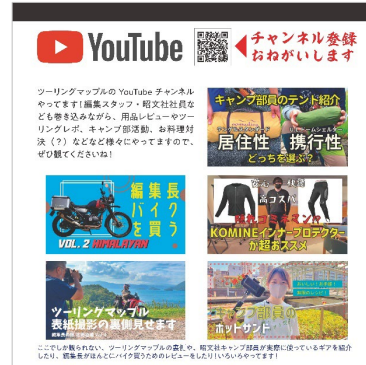 YouTube
チャンネル登録
おねがいします
ツーリングマップルの YouTube チャンネル
やってます！編集スタッフ・昭文社社員な
ども巻き込みながら、用品レビューやツー
リングレポ、キャンプ部活動、お料理対
決（？）などなど様々にやってますので、
ぜひ観てくださいね！
キャンプ部員のテント紹介
居住性 携行性
どっちを選ぶ？
編集長
バイク
を買う
VOL.2 HIMALAYAN
高コスパ
KOMINEインナープロテクター
が超おススメ
ツーリングマップル
表紙撮影の裏側見せます
キャンプ部員の
ホットサンド
ここでしか観られない、ツーリングマップルの裏側や、昭文社キャンプ部員が実際に使っているギアを紹介
したり、編集長がほんとにバイク買うためのレビューをしたり！いろいろやってます！